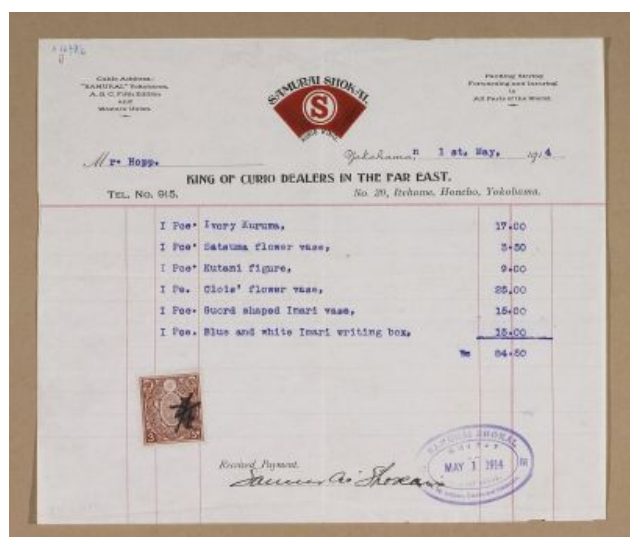 Cable Address:
"SAMURAI" Yokohama.
A. B. C. Fifth Edition
and
Western Union.
SAMURAI SHOKAI
S
Packing Storing
Forwarding and Insuring
to
All Parts of the World.
Mr. Hopp.
Yokohama, 1 st. May, 1914
KING OF CURIO DEALERS IN THE FAR EAST.
TEL. No. 915.
No. 20, Itchome, Honcho, Yokohama.
I Pce. Ivory Kuruma, 17.00
I Pce. Satsuma flower vase, 3.50
I Pce. Kutani figure, 9.00
I Pc. Clois' flower vase, 25.00
I Pce. Guord shaped Imari vase, 15.00
I Pce. Blue and white Imari writing box, 15.00
84.50
3
Received Payment.
Samurai Shokai
SAMURAI SHOKAI
MAY 1 1914